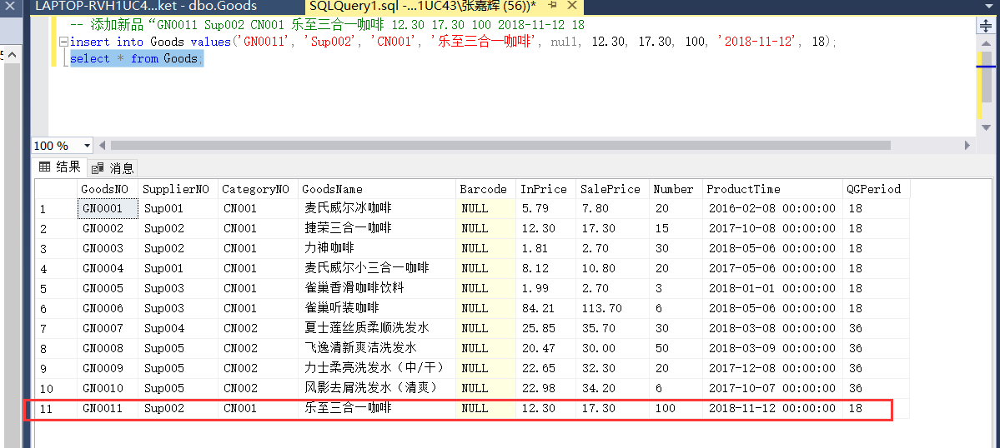 LAPTOP-RVH1UC4...ket - dbo.Goods SQLQuery1.sql -...1UC43\张嘉辉 (56))*
-- 添加新品“GN0011 Sup002 CN001 乐至三合一咖啡 12.30 17.30 100 2018-11-12 18
insert into Goods values('GN0011', 'Sup002', 'CN001', '乐至三合一咖啡', null, 12.30, 17.30, 100, '2018-11-12', 18);
select * from Goods;
100 %
结果 消息
GoodsNO SupplierNO CategoryNO GoodsName Barcode InPrice SalePrice Number ProductTime QGPeriod
1 GN0001 Sup001 CN001 麦氏威尔冰咖啡 NULL 5.79 7.80 20 2016-02-08 00:00:00 18
2 GN0002 Sup002 CN001 捷荣三合一咖啡 NULL 12.30 17.30 15 2017-10-08 00:00:00 18
3 GN0003 Sup002 CN001 力神咖啡 NULL 1.81 2.70 30 2018-05-06 00:00:00 18
4 GN0004 Sup001 CN001 麦氏威尔小三合一咖啡 NULL 8.12 10.80 20 2017-05-06 00:00:00 18
5 GN0005 Sup003 CN001 雀巢香滑咖啡饮料 NULL 1.99 2.70 3 2018-01-01 00:00:00 18
6 GN0006 Sup003 CN001 雀巢听装咖啡 NULL 84.21 113.70 6 2018-05-06 00:00:00 18
7 GN0007 Sup004 CN002 夏士莲丝质柔顺洗发水 NULL 25.85 35.70 30 2018-03-08 00:00:00 36
8 GN0008 Sup005 CN002 飞逸清新爽洁洗发水 NULL 20.47 30.00 50 2018-03-09 00:00:00 36
9 GN0009 Sup005 CN002 力士柔亮洗发水（中/干） NULL 22.65 32.30 20 2017-12-08 00:00:00 36
10 GN0010 Sup005 CN002 风影去屑洗发水（清爽） NULL 22.98 34.20 6 2017-10-07 00:00:00 36
11 GN0011 Sup002 CN001 乐至三合一咖啡 NULL 12.30 17.30 100 2018-11-12 00:00:00 18